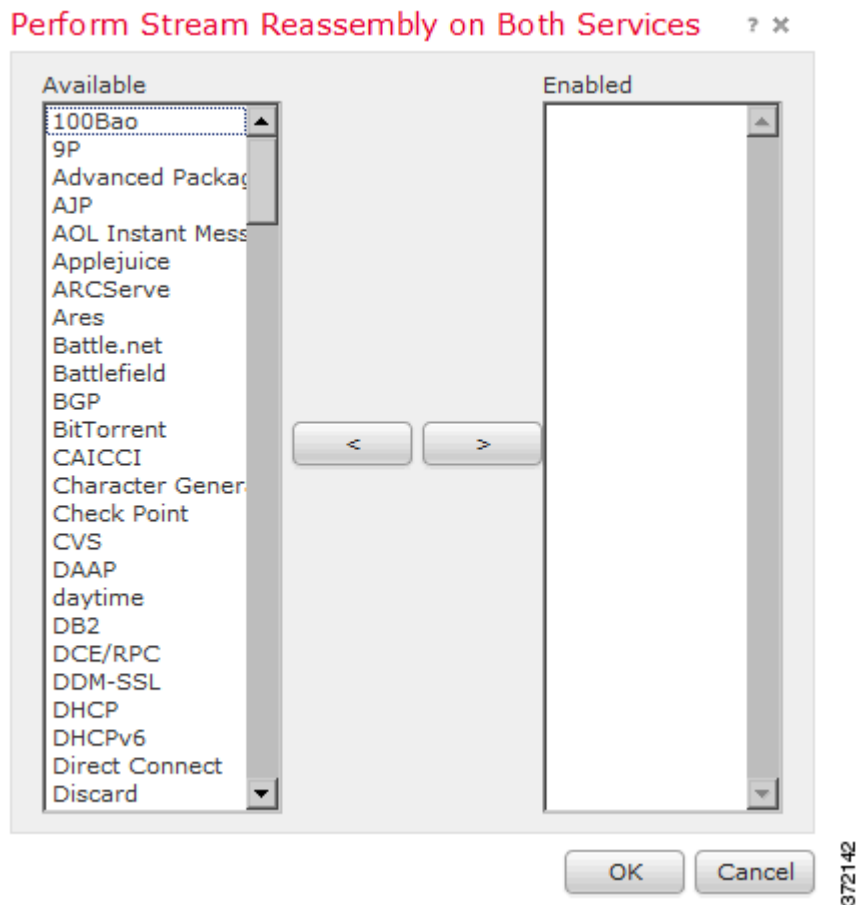 Perform Stream Reassembly on Both Services ? ×
Available
Enabled
100Bao
9P
Advanced Packag
AJP
AOL Instant Mess
Applejuice
ARCServe
Ares
Battle.net
Battlefield
BGP
BitTorrent
CAICCI
Character Gener
Check Point
CVS
DAAP
daytime
DB2
DCE/RPC
DDM-SSL
DHCP
DHCPv6
Direct Connect
Discard
< >
OK Cancel
372142